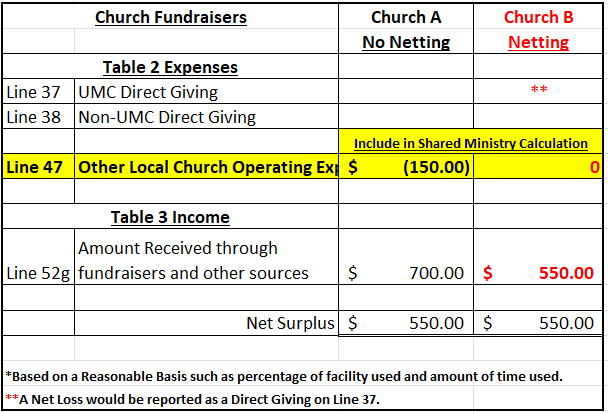 Church Fundraisers Church A Church B
No Netting Netting
Table 2 Expenses
Line 37 UMC Direct Giving **
Line 38 Non-UMC Direct Giving
Include in Shared Ministry Calculation
Line 47 Other Local Church Operating Exp $ (150.00) 0
Table 3 Income
Amount Received through
Line 52g fundraisers and other sources $ 700.00 $ 550.00
Net Surplus $ 550.00 $ 550.00
*Based on a Reasonable Basis such as percentage of facility used and amount of time used.
**A Net Loss would be reported as a Direct Giving on Line 37.